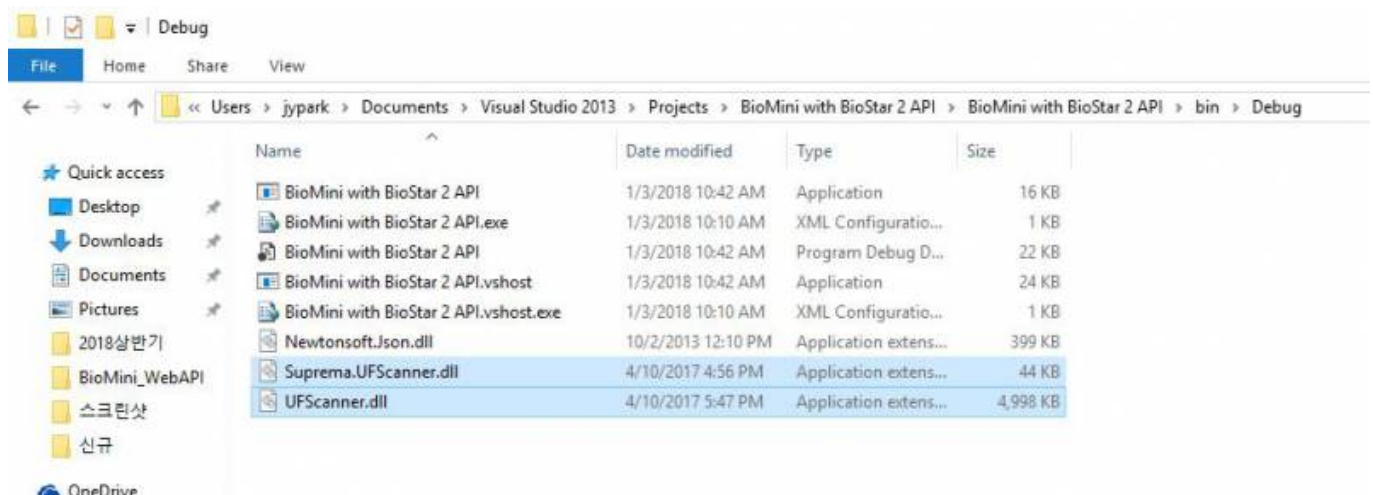 Debug
File Home Share View
« Users › jypark › Documents › Visual Studio 2013 › Projects › BioMini with BioStar 2 API › BioMini with BioStar 2 API › bin › Debug
Name Date modified Type Size
Quick access
Desktop
Downloads
Documents
Pictures
2018상반기
BioMini_WebAPI
스크린샷
신규
OneDrive
BioMini with BioStar 2 API 1/3/2018 10:42 AM Application 16 KB
BioMini with BioStar 2 API.exe 1/3/2018 10:10 AM XML Configuratio... 1 KB
BioMini with BioStar 2 API 1/3/2018 10:42 AM Program Debug D... 22 KB
BioMini with BioStar 2 API.vshost 1/3/2018 10:42 AM Application 24 KB
BioMini with BioStar 2 API.vshost.exe 1/3/2018 10:10 AM XML Configuratio... 1 KB
Newtonsoft.Json.dll 10/2/2013 12:10 PM Application extens... 399 KB
Suprema.UFScanner.dll 4/10/2017 4:56 PM Application extens... 44 KB
UFScanner.dll 4/10/2017 5:47 PM Application extens... 4,998 KB